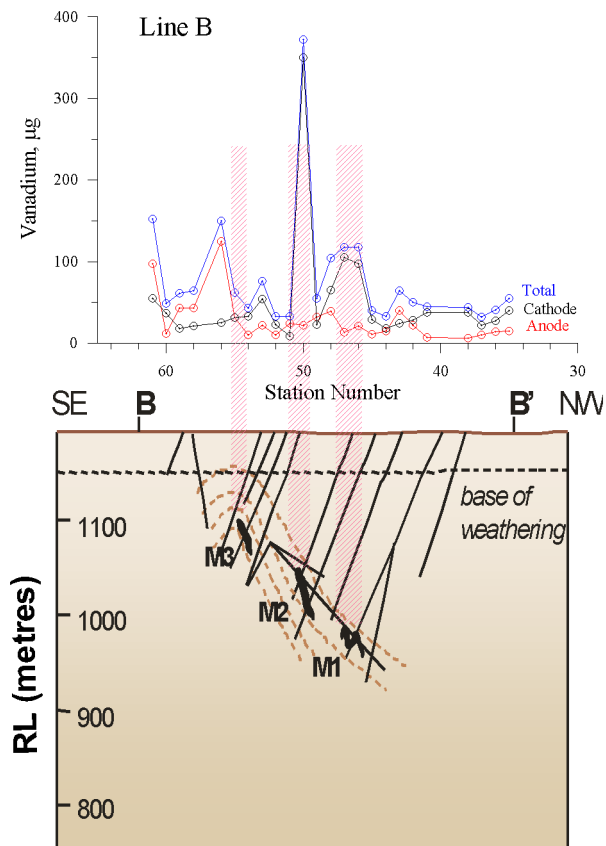 Line B
400
300
200
100
0
Vanadium, µg
Total
Cathode
Anode
60 50 40 30
Station Number
SE B B' NW
base of
weathering
1100
1000
900
800
RL (metres)
M3
M2
M1